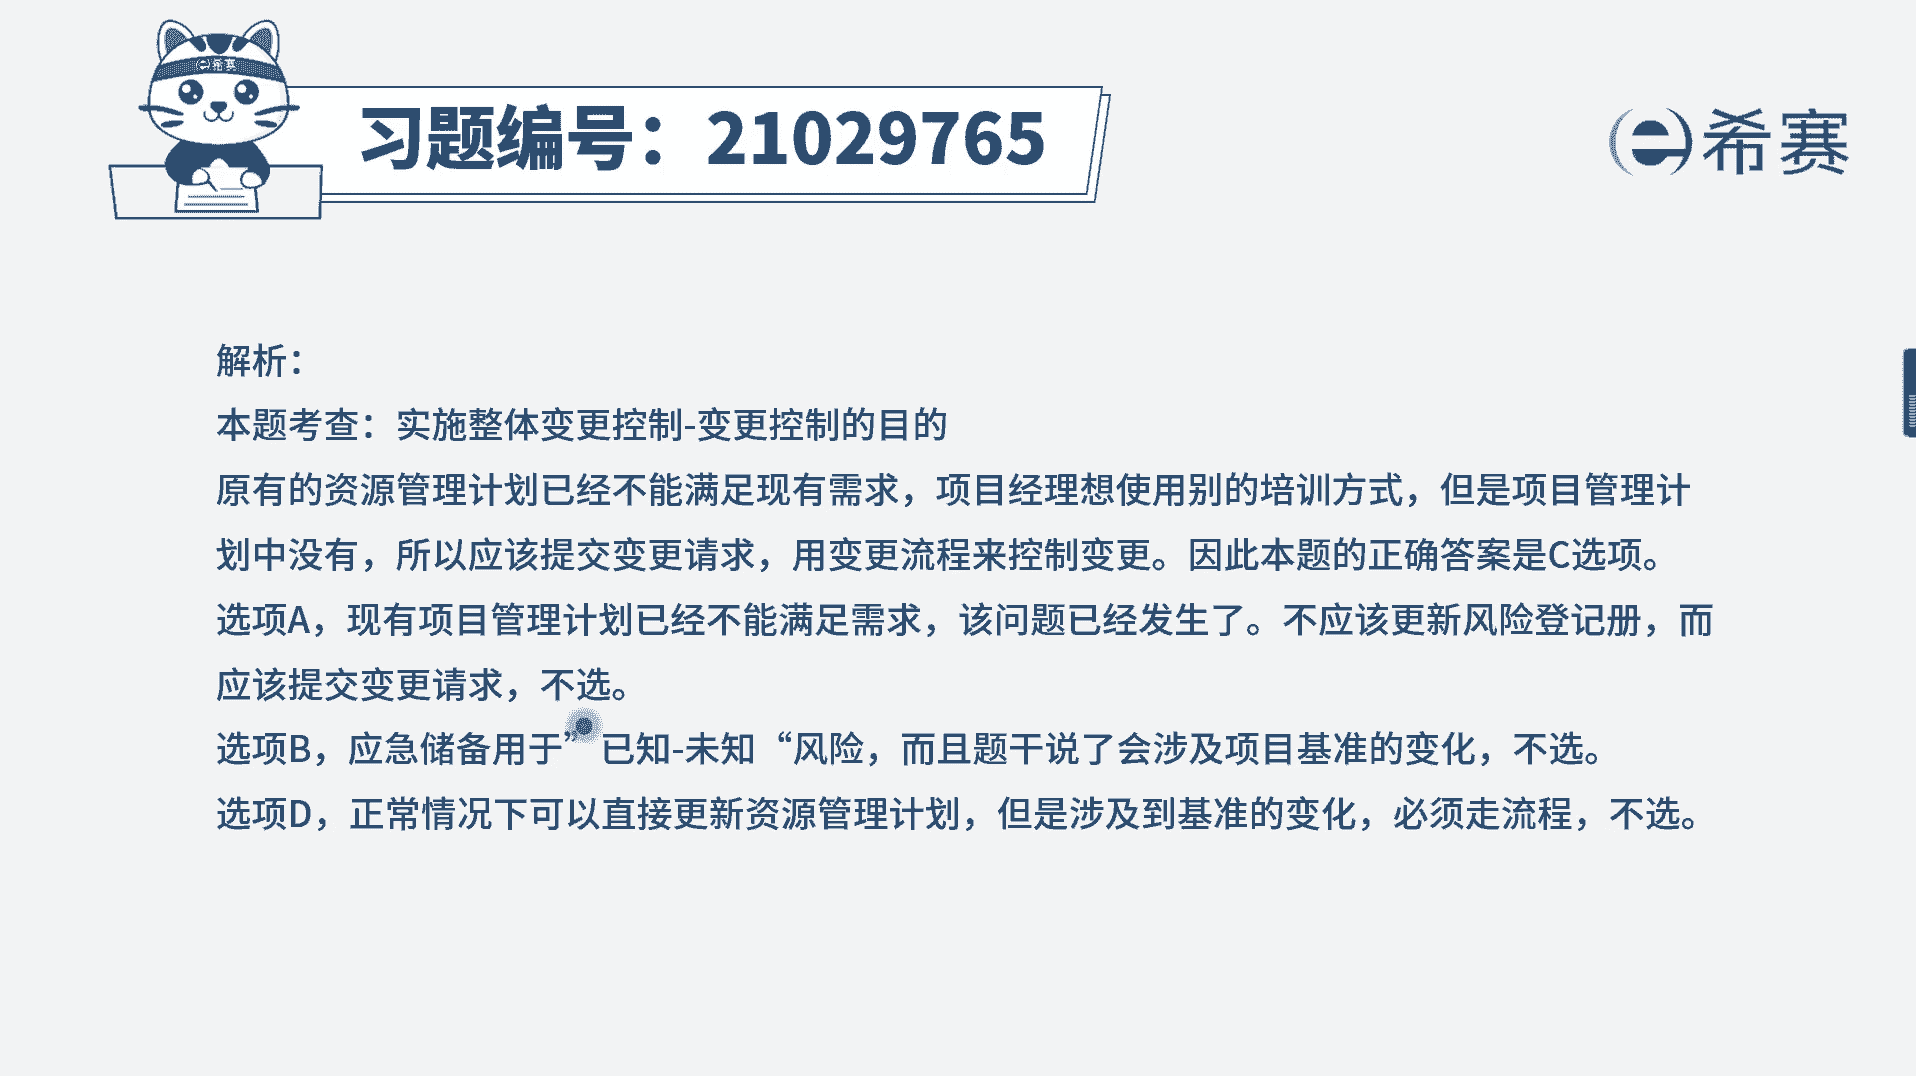 希赛
习题编号：21029765
希赛
解析：
本题考查：实施整体变更控制-变更控制的目的
原有的资源管理计划已经不能满足现有需求，项目经理想使用别的培训方式，但是项目管理计
划中没有，所以应该提交变更请求，用变更流程来控制变更。因此本题的正确答案是C选项。
选项A，现有项目管理计划已经不能满足需求，该问题已经发生了。不应该更新风险登记册，而
应该提交变更请求，不选。
选项B，应急储备用于”已知-未知“风险，而且题干说了会涉及项目基准的变化，不选。
选项D，正常情况下可以直接更新资源管理计划，但是涉及到基准的变化，必须走流程，不选。